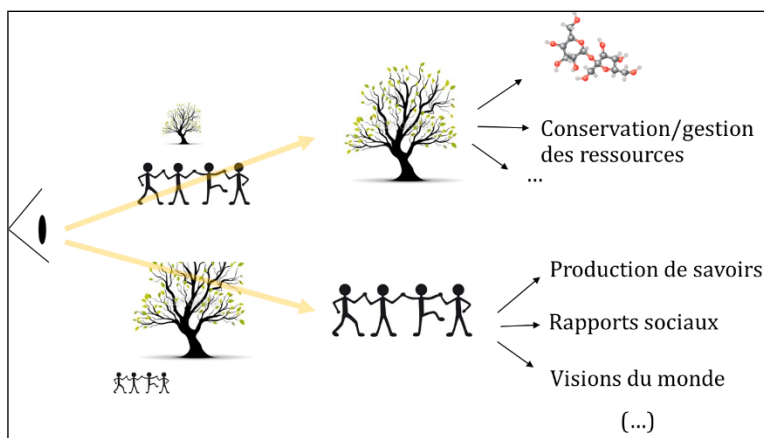 Conservation/gestion
des ressources
...
Production de savoirs
Rapports sociaux
Visions du monde
(...)